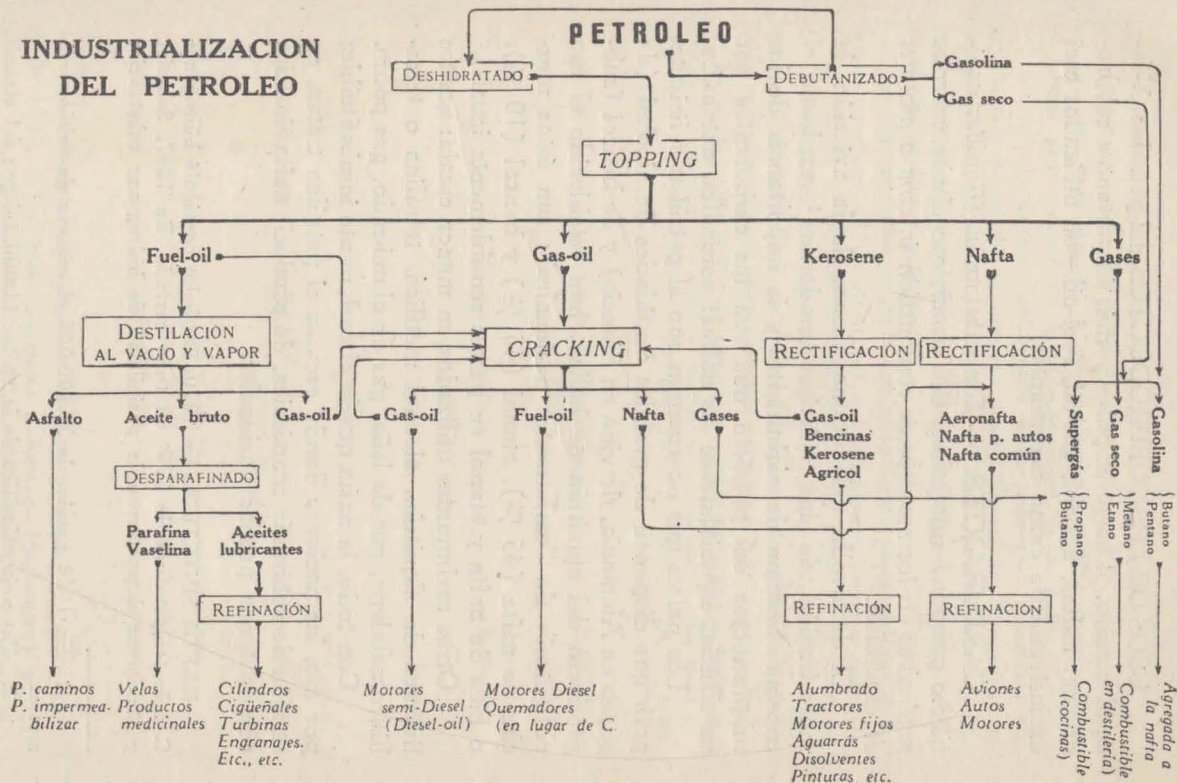 INDUSTRIALIZACION
DEL PETROLEO
PETROLEO
DESHIDRATADO
DEBUTANIZADO
Gasolina
Gas seco
TOPPING
Fuel-oil
Gas-oil
Kerosene
Nafta
Gases
DESTILACIÓN
AL VACÍO Y VAPOR
CRACKING
RECTIFICACIÓN
RECTIFICACIÓN
Asfalto
Aceite bruto
Gas-oil
Gas-oil
Fuel-oil
Nafta
Gases
Gas-oil
Bencinas
Kerosene
Agricol
Aeronafta
Nafta p. autos
Nafta común
Supergás
Gas seco
Gasolina
Propano
Butano
Metano
Etano
Butano
Pentano
DESPARAFINADO
Parafina
Vaselina
Aceites
lubricantes
REFINACIÓN
REFINACIÓN
REFINACIÓN
P. caminos
P. impermea-
bilizar
Velas
Productos
medicinales
Cilindros
Cigüeñales
Turbinas
Engranajes.
Etc., etc.
Motores
semi-Diesel
(Diesel-oil)
Motores Diesel
Quemadores
(en lugar de C.
Alumbrado
Tractores
Motores fijos
Aguarrás
Disolventes
Pinturas, etc.
Aviones
Autos
Motores
Combustible
(cocinas)
Combustible
en destilería)
Agregada a
la nafta